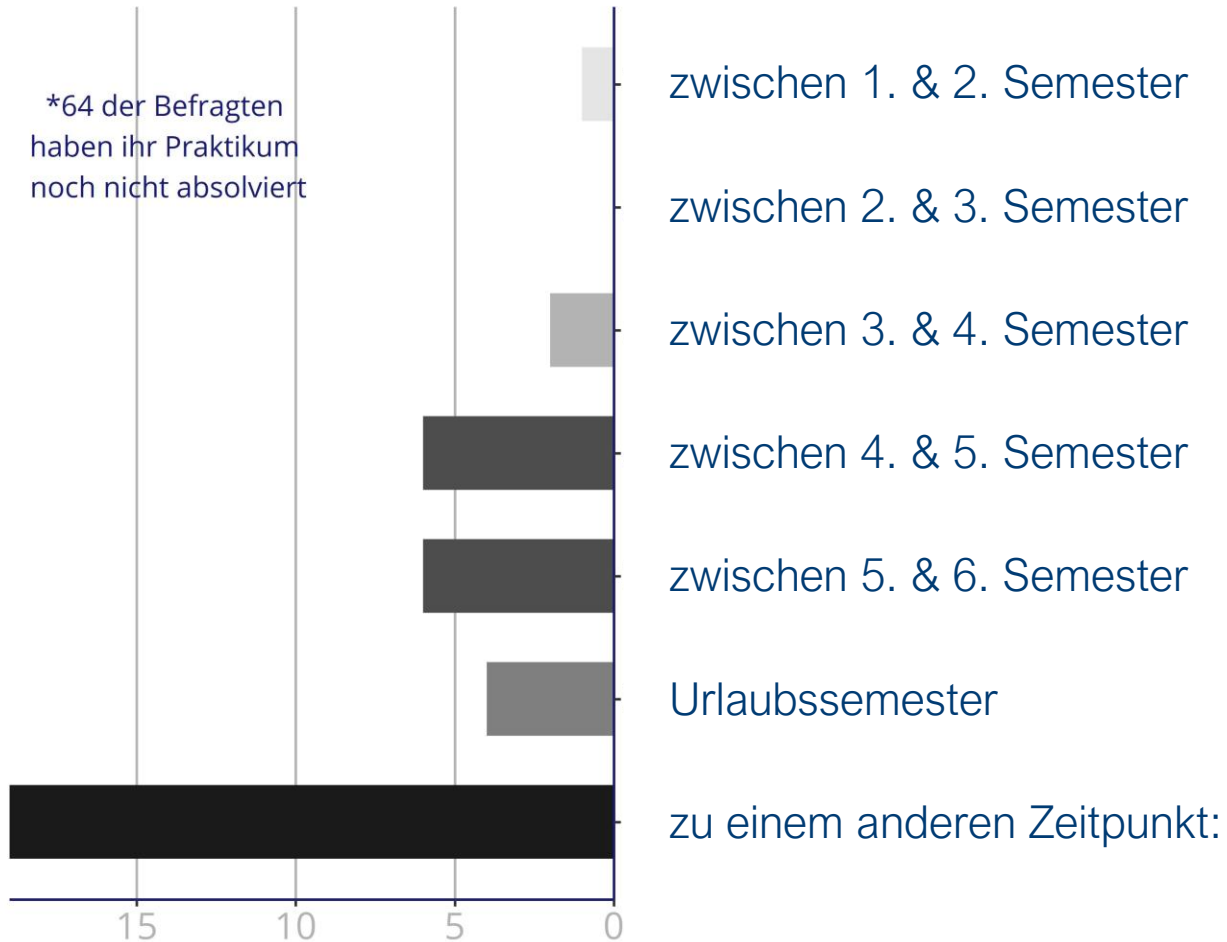 *64 der Befragten
haben ihr Praktikum
noch nicht absolviert
zwischen 1. & 2. Semester
zwischen 2. & 3. Semester
zwischen 3. & 4. Semester
zwischen 4. & 5. Semester
zwischen 5. & 6. Semester
Urlaubssemester
zu einem anderen Zeitpunkt:
15 10 5 0